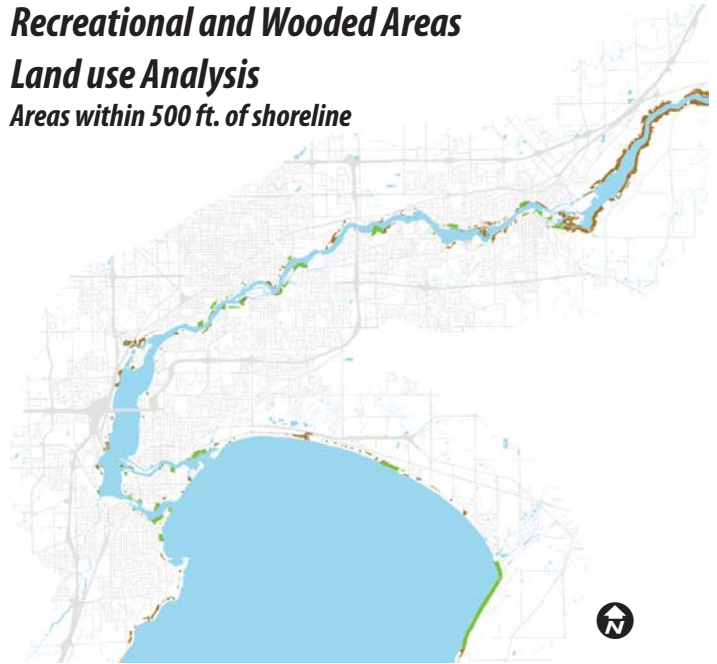 Recreational and Wooded Areas
Land use Analysis
Areas within 500 ft. of shoreline
N